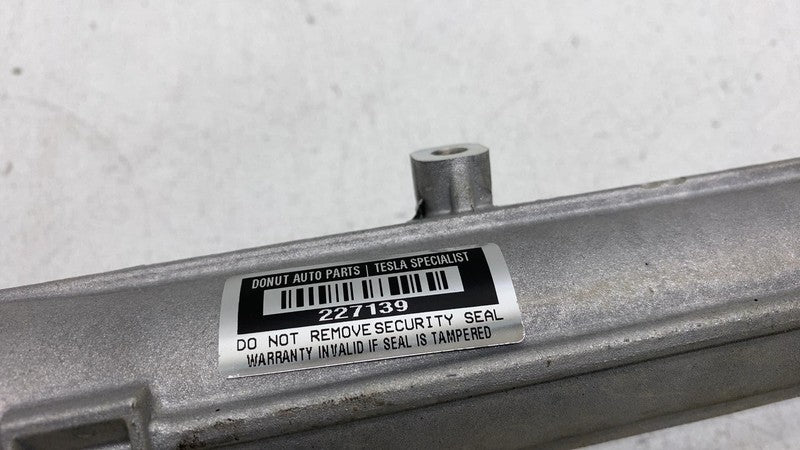 DONUT AUTO PARTS | TESLA SPECIALIST
227139
DO NOT REMOVE SECURITY SEAL
WARRANTY INVALID IF SEAL IS TAMPERED